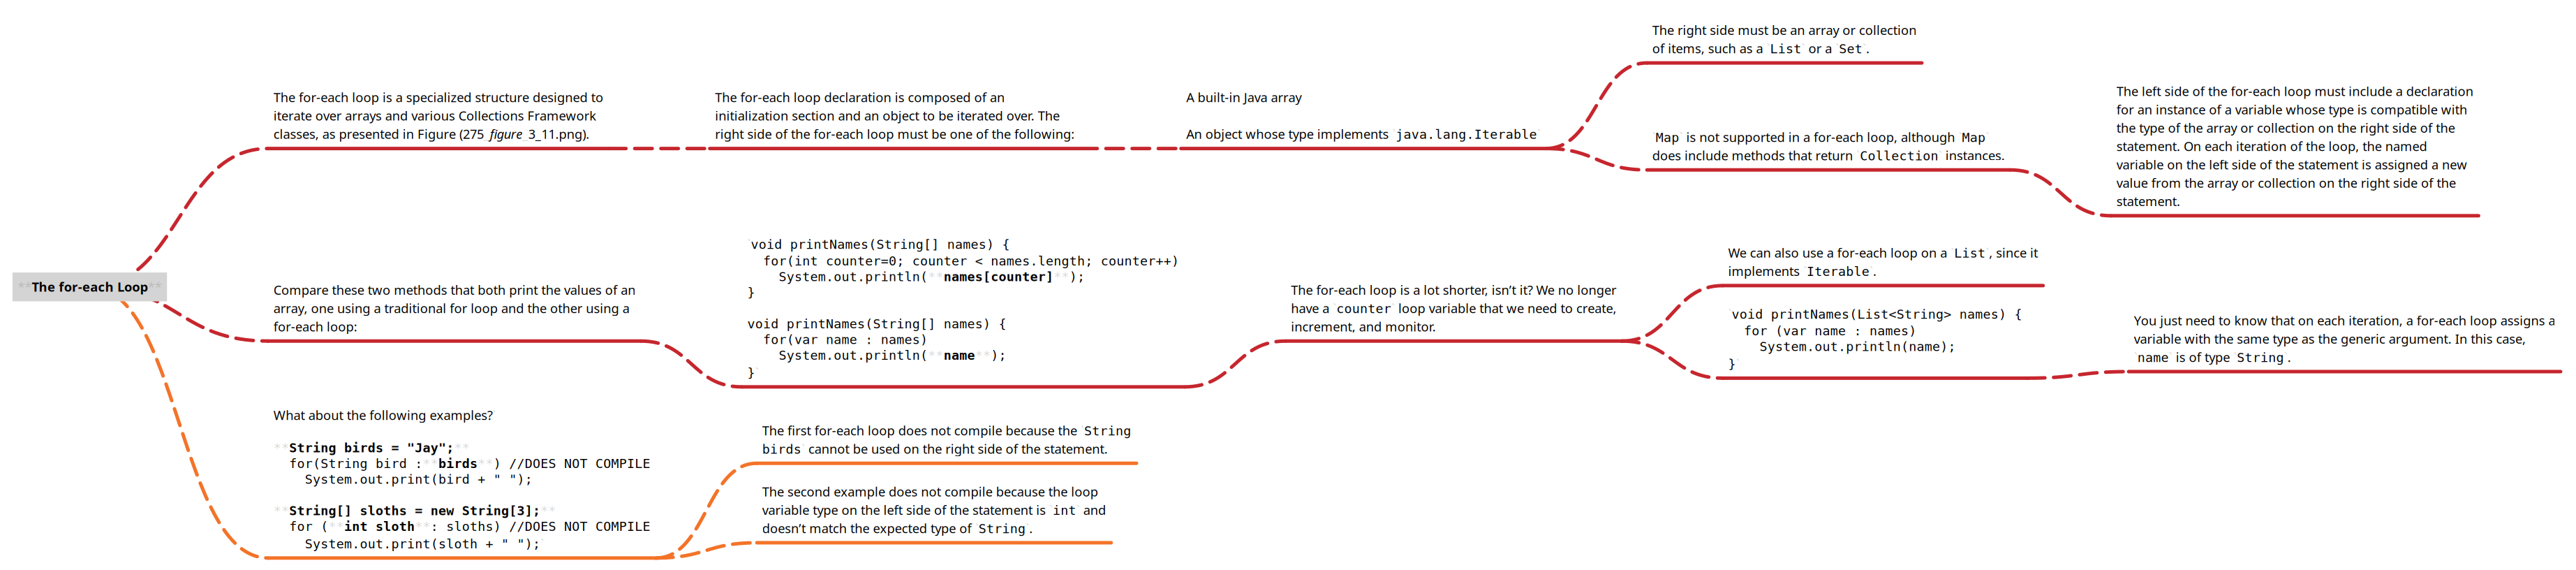 **The for-each Loop**
The for-each loop is a specialized structure designed to
iterate over arrays and various Collections Framework
classes, as presented in Figure (275_figure_3_11.png).
The for-each loop declaration is composed of an
initialization section and an object to be iterated over. The
right side of the for-each loop must be one of the following:
A built-in Java array
An object whose type implements `java.lang.Iterable`
The right side must be an array or collection
of items, such as a `List` or a `Set`.
`Map` is not supported in a for-each loop, although `Map`
does include methods that return `Collection` instances.
The left side of the for-each loop must include a declaration
for an instance of a variable whose type is compatible with
the type of the array or collection on the right side of the
statement. On each iteration of the loop, the named
variable on the left side of the statement is assigned a new
value from the array or collection on the right side of the
statement.
Compare these two methods that both print the values of an
array, one using a traditional for loop and the other using a
for-each loop:
`void printNames(String[] names) {
for(int counter=0; counter < names.length; counter++)
System.out.println(**names[counter]**);
}
void printNames(String[] names) {
for(var name : names)
System.out.println(**name**);
}`
The for-each loop is a lot shorter, isn’t it? We no longer
have a `counter` loop variable that we need to create,
increment, and monitor.
We can also use a for-each loop on a `List`, since it
implements `Iterable`.
`void printNames(List<String> names) {
for (var name : names)
System.out.println(name);
}`
You just need to know that on each iteration, a for-each loop assigns a
variable with the same type as the generic argument. In this case,
`name` is of type `String`.
What about the following examples?
**String birds = "Jay";**
for(String bird :**birds**) //DOES NOT COMPILE
System.out.print(bird + " ");
**String[] sloths = new String[3];**
for (**int sloth**: sloths) //DOES NOT COMPILE
System.out.print(sloth + " ");`
The first for-each loop does not compile because the `String
birds` cannot be used on the right side of the statement.
The second example does not compile because the loop
variable type on the left side of the statement is `int` and
doesn’t match the expected type of `String`.